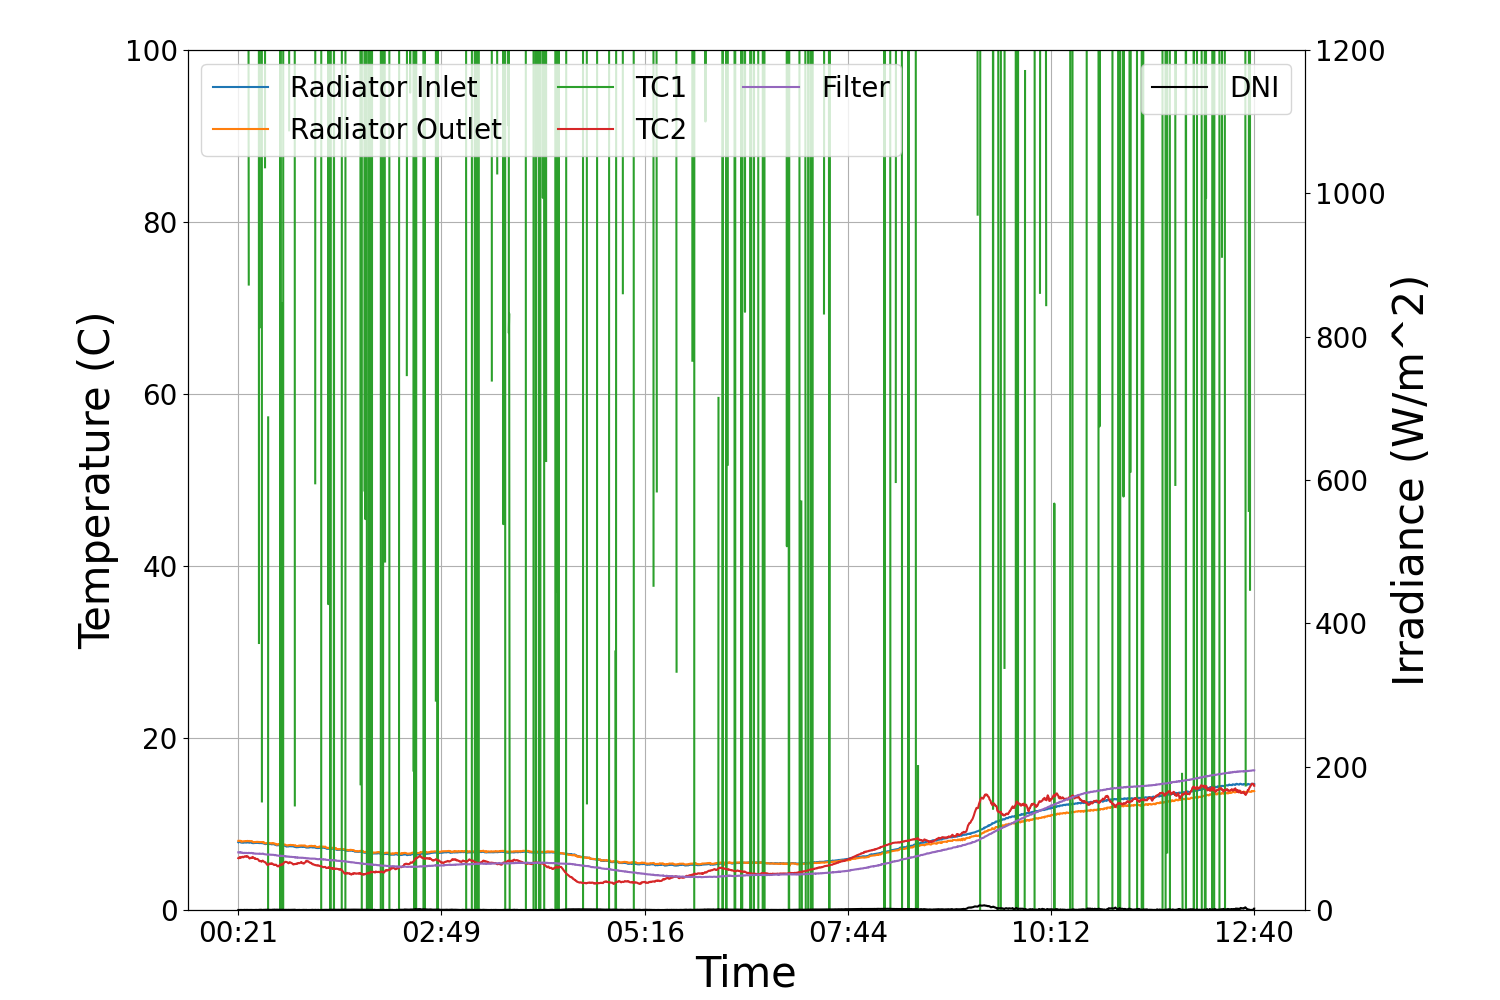 100
80
60
40
20
0
Temperature (C)
Radiator Inlet
Radiator Outlet
TC1
TC2
Filter
DNI
1200
1000
800
600
400
200
0
Irradiance (W/m^2)
00:21 02:49 05:16 07:44 10:12 12:40
Time